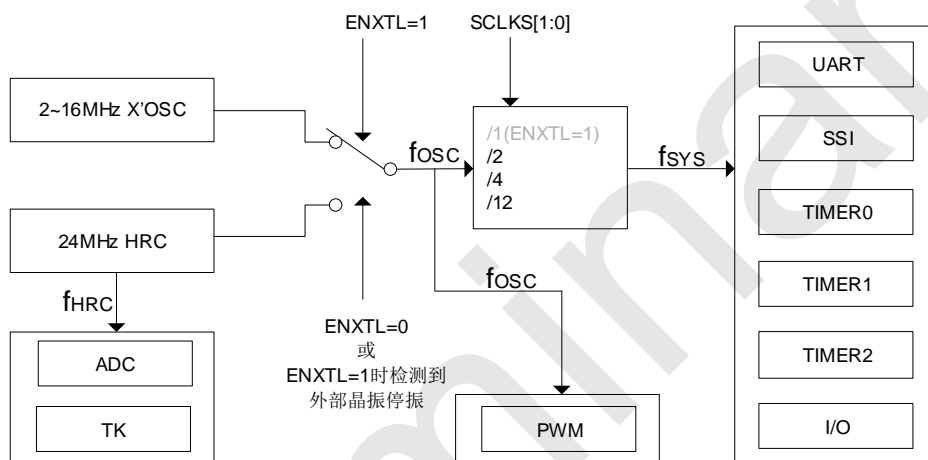 ENXTL=1
SCLKS[1:0]
2~16MHz X'OSC
24MHz HRC
fHRC
ADC
TK
ENXTL=0
或
ENXTL=1时检测到
外部晶振停振
fOSC
/1(ENXTL=1)
/2
/4
/12
fOSC
PWM
fSYS
UART
SSI
TIMER0
TIMER1
TIMER2
I/O